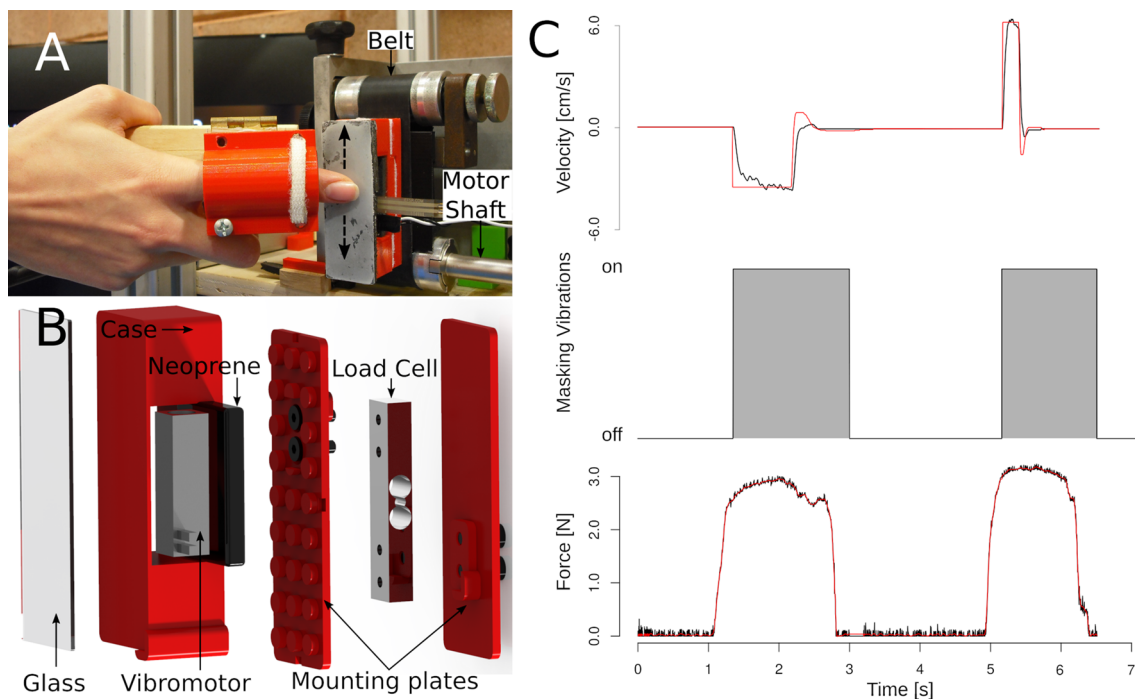 A
Belt
Motor
Shaft
B
Case
Neoprene
Load Cell
Glass
Vibromotor
Mounting plates
C
Velocity [cm/s]
6.0
0.0
-6.0
Masking Vibrations
on
off
Force [N]
3.0
2.0
1.0
0.0
0 1 2 3 4 5 6 7
Time [s]